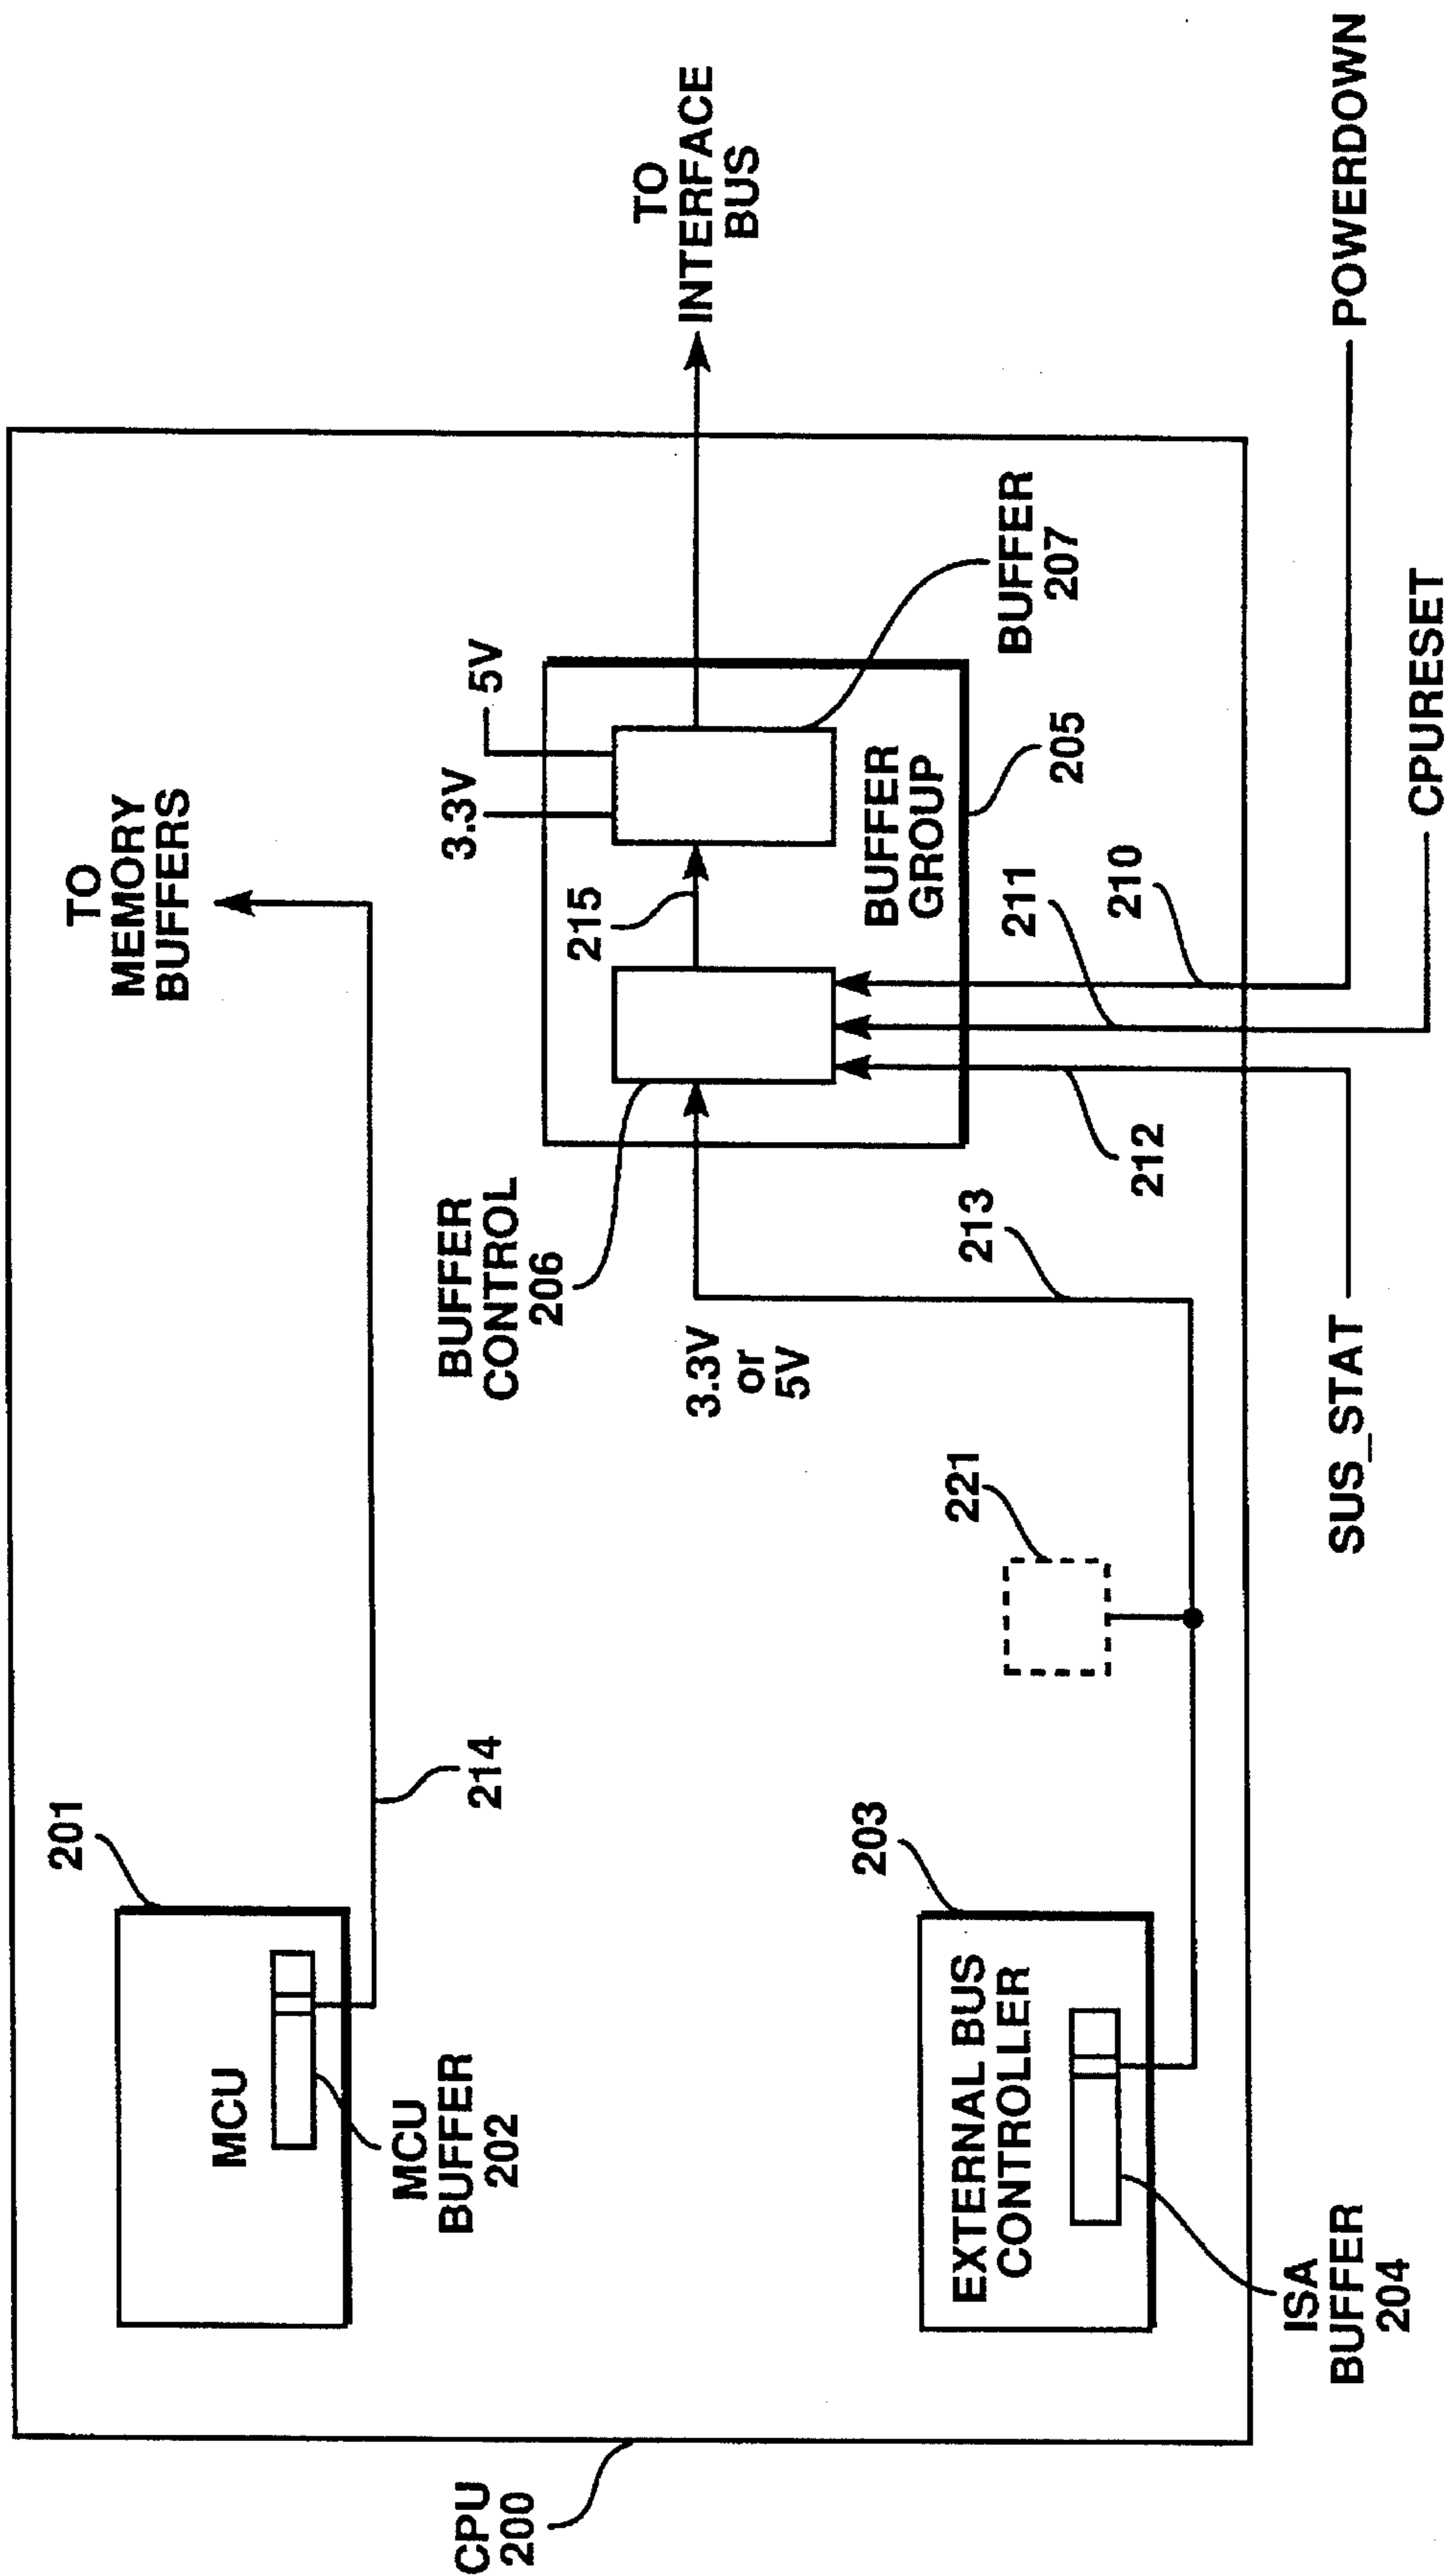 TO
MEMORY
BUFFERS
201
MCU
MCU
BUFFER
202
214
3.3V
5V
TO
INTERFACE
BUS
BUFFER
CONTROL
206
215
BUFFER
GROUP
BUFFER
207
205
3.3V
or
5V
213
212
211
210
221
203
EXTERNAL BUS
CONTROLLER
ISA
BUFFER
204
CPU
200
SUS_STAT
CPURESET
POWERDOWN